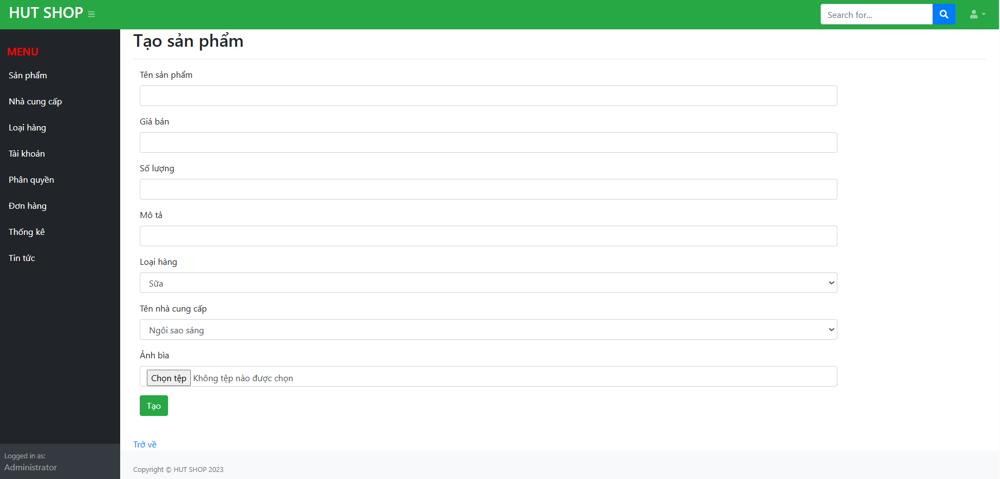 HUT SHOP
Search for...
MENU
Sản phẩm
Nhà cung cấp
Loại hàng
Tài khoản
Phân quyền
Đơn hàng
Thống kê
Tin tức
Logged in as:
Administrator
Tạo sản phẩm
Tên sản phẩm
Giá bán
Số lượng
Mô tả
Loại hàng
Sữa
Tên nhà cung cấp
Ngôi sao sáng
Ảnh bìa
Chọn tệp Không tệp nào được chọn
Tạo
Trở về
Copyright © HUT SHOP 2023